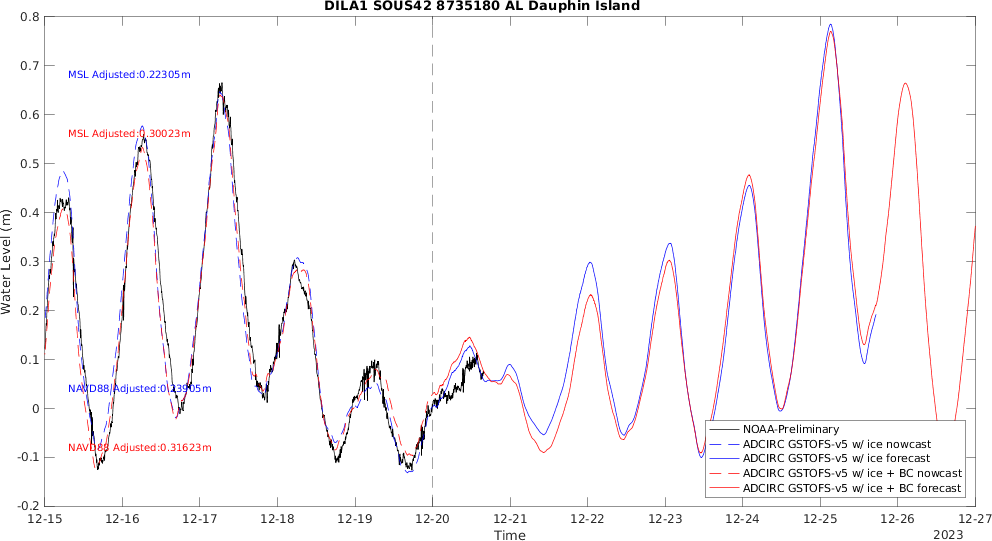 DILA1 SOUS42 8735180 AL Dauphin Island
Water Level (m)
0.8
0.7
0.6
0.5
0.4
0.3
0.2
0.1
0
-0.1
-0.2
MSL Adjusted:0.22305m
MSL Adjusted:0.30023m
NAVD88 Adjusted:0.23905m
NAVD88 Adjusted:0.31623m
NOAA-Preliminary
ADCIRC GSTOFS-v5 w/ ice nowcast
ADCIRC GSTOFS-v5 w/ ice forecast
ADCIRC GSTOFS-v5 w/ ice + BC nowcast
ADCIRC GSTOFS-v5 w/ ice + BC forecast
12-15 12-16 12-17 12-18 12-19 12-20 12-21 12-22 12-23 12-24 12-25 12-26 12-27
Time
2023